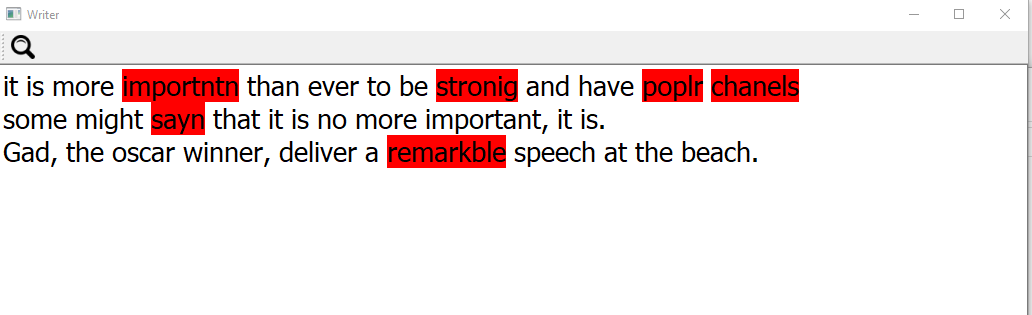 Writer
it is more importntn than ever to be stronig and have poplr chanels
some might sayn that it is no more important, it is.
Gad, the oscar winner, deliver a remarkble speech at the beach.